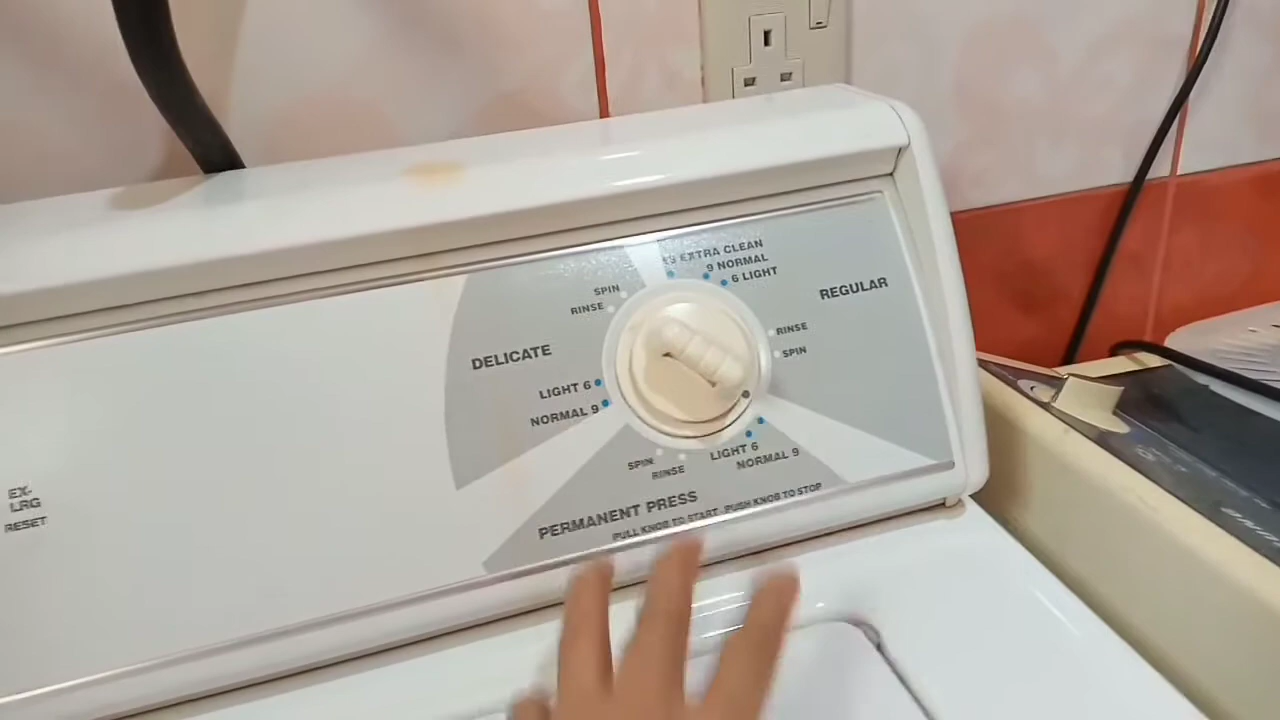 9 EXTRA CLEAN
9 NORMAL
6 LIGHT
REGULAR
RINSE
SPIN
SPIN
RINSE
DELICATE
LIGHT 6
NORMAL 9
SPIN
RINSE
LIGHT 6
NORMAL 9
PERMANENT PRESS
PULL KNOB TO START. PUSH KNOB TO STOP
EX-
LRG
RESET